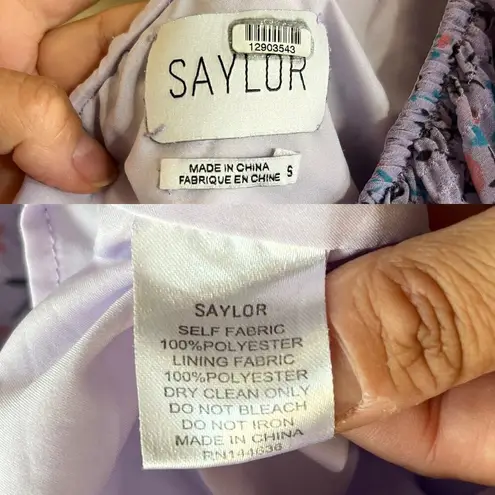 12903543
SAYLOR
MADE IN CHINA S
FABRIQUE EN CHINE
SAYLOR
SELF FABRIC
100%POLYESTER
LINING FABRIC
100%POLYESTER
DRY CLEAN ONLY
DO NOT BLEACH
DO NOT IRON
MADE IN CHINA
RN144636